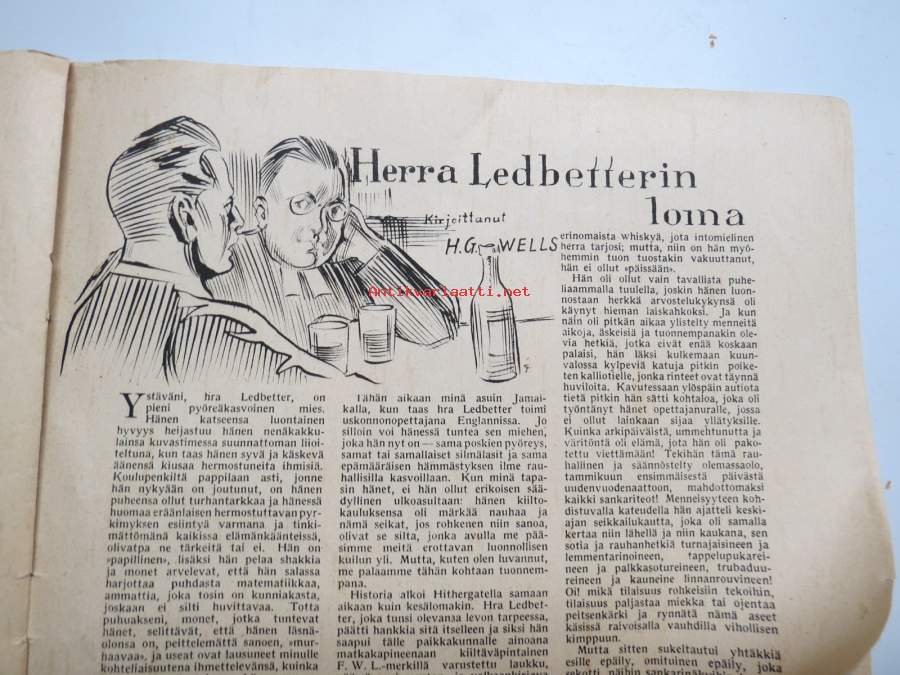 Herra Ledbetterin
loma
Kirjoittanut
H.G. WELLS
Antikvariaatti.net
Ystäväni, hra Ledbetter, on
pieni pyöreäkasvoinen mies.
Hänen katseensa luontainen
hyvyys heijastuu hänen nenäkakku-
lainsa kuvastimessa suunnattoman liioi-
teltuna, kun taas hänen syvä ja käskevä
äänensä kiusaa hermostuneita ihmisiä.
Koulupenkiltä pappilaan asti, jonne
hän nykyään on joutunut, on hänen
puheensa ollut turhantarkkaa ja hänessä
huomaa eräänlaisen hermostuttavan pyr-
kimyksen esiintyä varmana ja tinki-
mättömänä kaikissa elämänkäänteissä,
olivatpa ne tärkeitä tai ei. Hän on
»papillinen», lisäksi hän pelaa shakkia
ja monet arvelevat, että hän salassa
harjottaa puhdasta matematiikkaa,
ammattia, joka tosin on kunniakasta,
joskaan ei silti huvittavaa. Totta
puhuakseni, monet, jotka tuntevat
hänet, selittävät, että hänen läsnä-
olonsa on, peittelemättä sanoen, »mur-
haavaa», ja useat ovat lausuneet minulle
kohteliaisuutena ihmettelevänsä, kuinka
Tähän aikaan minä asuin Jamai-
kalla, kun taas hra Ledbetter toimi
uskonnonopettajana Englannissa. Jo
silloin voi hänessä tuntea sen miehen,
joka hän nyt on — sama poskien pyöreys,
samat tai samallaiset silmälasit ja sama
epämääräisen hämmästyksen ilme rau-
hallisilla kasvoillaan. Kun minä tapa-
sin hänet, ei hän ollut erikoisen sää-
dyllinen ulkoasultaan: hänen kiilto-
kauluksensa oli märkää nauhaa ja
nämä seikat, jos rohkenen niin sanoa,
olivat se silta, jonka avulla me pää-
simme meitä erottavan luonnollisen
kuilun yli. Mutta, kuten olen luvannut,
me palaamme tähän kohtaan tuonnem-
pana.
Historia alkoi Hithergatella samaan
aikaan kuin kesälomakin. Hra Ledbet-
ter, joka tunsi olevansa levon tarpeessa,
päätti hankkia sitä itselleen ja siksi hän
saapui tälle paikkakunnalle ainoana
matkakapineenaan kiiltäväpintainen
F. W. L.-merkillä varustettu laukku,
erinomaista whiskyä, jota intomielinen
herra tarjosi; mutta, niin on hän myö-
hemmin tuon tuostakin vakuuttanut,
hän ei ollut »päissään».
Hän oli ollut vain tavallista puhe-
liaammalla tuulella, joskin hänen luon-
nostaan herkkä arvostelukykynsä oli
käynyt hieman laiskahkoksi. Ja kun
näin oli pitkän aikaa ylistelty menneitä
aikoja, äskeisiä ja tuonnempanakin ole-
via hetkiä, jotka eivät enää koskaan
palaisi, hän läksi kulkemaan kuun-
valossa kylpeviä katuja pitkin poike-
ten kalliotielle, jonka rinteet ovat täynnä
huviloita. Kavutessaan ylöspäin autiota
tietä pitkin hän sätti kohtaloa, joka oli
työntänyt hänet opettajanuralle, jossa
ei ollut lainkaan sijaa yllätyksille.
Kuinka arkipäiväistä, ummehtunutta ja
väritöntä oli elämä, jota hän oli pako-
tettu viettämään! Tekihän tämä rau-
hallinen ja säännöstelty olemassaolo,
tammikuun ensimmäisestä päivästä
uudenvuodenaattoon, mahdottomaksi
kaikki sankariteot! Menneisyyteen koh-
distuvalla kateudella hän ajatteli keski-
ajan seikkailukautta, joka oli samalla
kertaa niin lähellä ja niin kaukana, sen
sotia ja rauhanhetkiä turnajaisineen ja
lemmentarinoineen, tappelupukarei-
neen ja palkkasotureineen, trubaduu-
reineen ja kauneine linnanrouvineen!
Oi! mikä tilaisuus rohkeisiin tekoihin,
tilaisuus paljastaa miekka tai ojentaa
peitsenkärki ja rynnätä nämä aseet
käsissä raivoisalla vauhdilla vihollisen
kimppuun.
Mutta sitten sukeltautui yhtäkkiä
esille epäily, omituinen epäily, joka